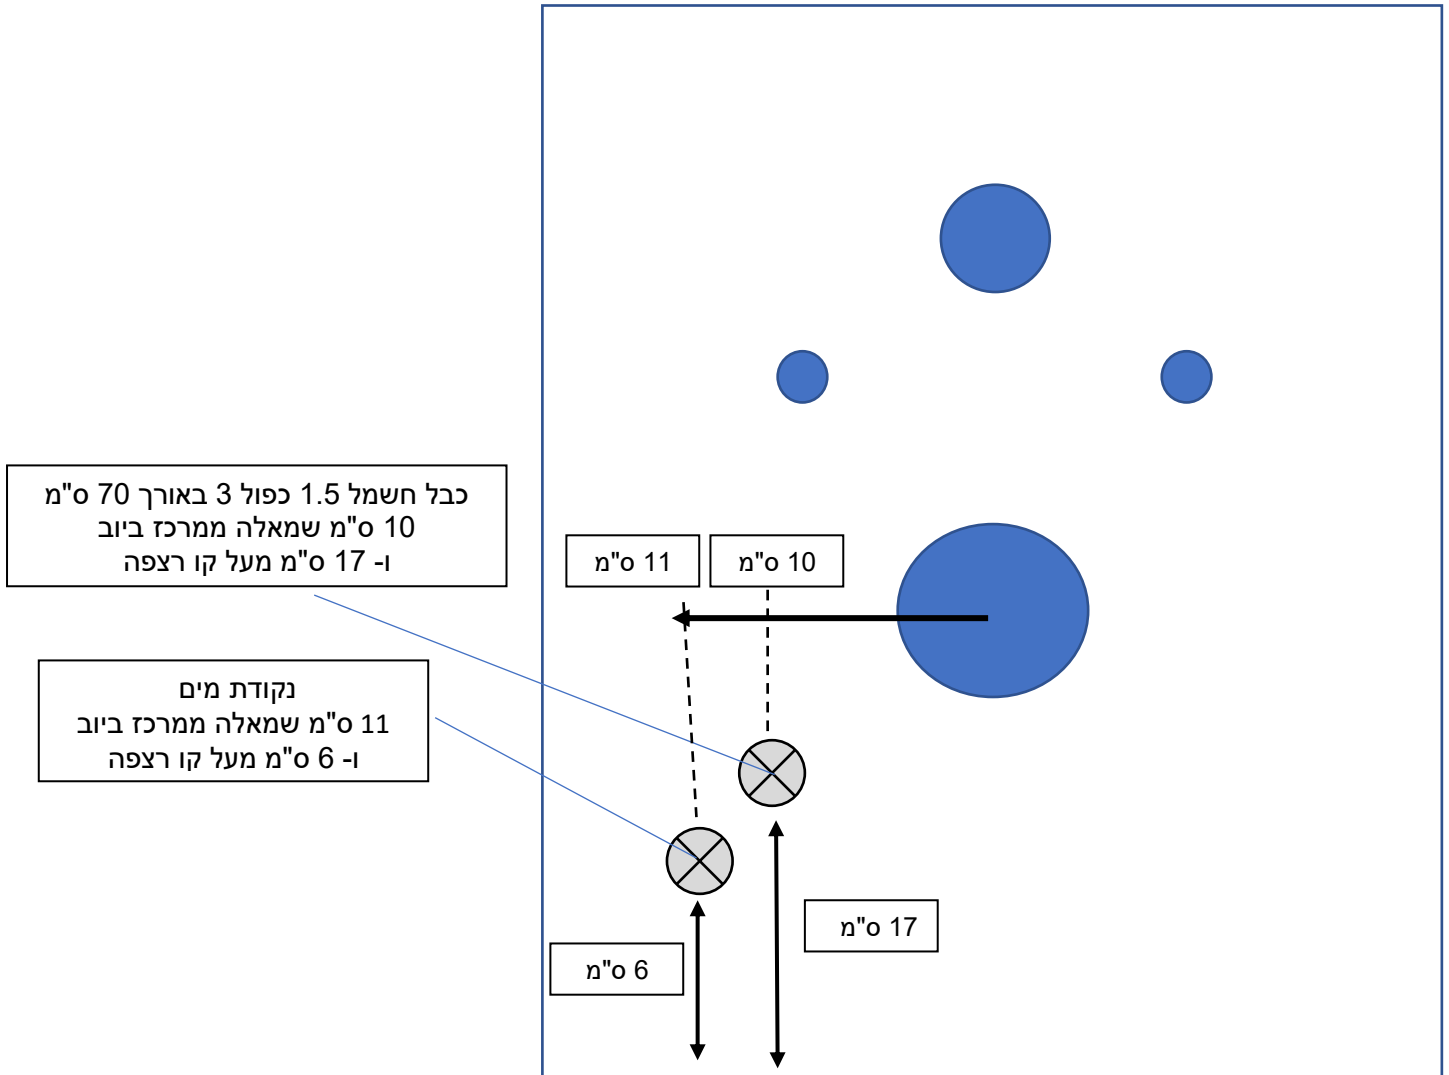 כבל חשמל 1.5 כפול 3 באורך 70 ס"מ
10 ס"מ שמאלה ממרכז ביוב
ו- 17 ס"מ מעל קו רצפה
11 ס"מ
10 ס"מ
נקודת מים
11 ס"מ שמאלה ממרכז ביוב
ו- 6 ס"מ מעל קו רצפה
17 ס"מ
6 ס"מ